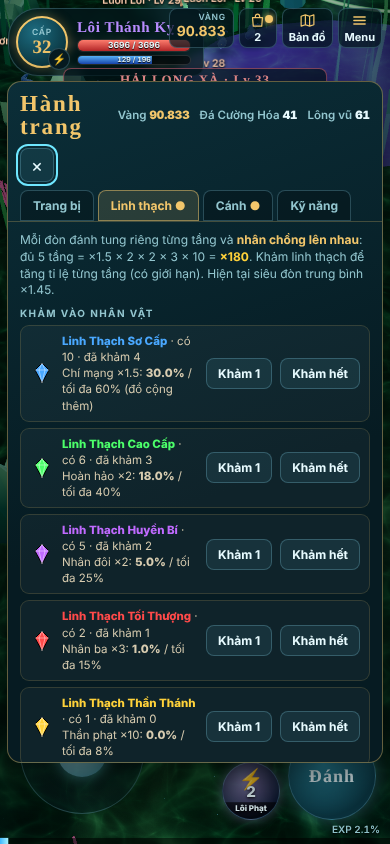 CẤP
32
Lôi Thánh Kỵ
3696 / 3696
129 / 196
VÀNG
90.833
2
Bản đồ
Menu
v 28
HẢI LONG XÀ · Lv 33
Hành
trang
Vàng 90.833 Đá Cường Hóa 41 Lông vũ 61
×
Trang bị
Linh thạch
Cánh
Kỹ năng
Mỗi đòn đánh tung riêng từng tầng và nhân chồng lên nhau:
đủ 5 tầng = ×1.5 × 2 × 2 × 3 × 10 = ×180. Khảm linh thạch để
tăng tỉ lệ từng tầng (có giới hạn). Hiện tại siêu đòn trung bình
×1.45.
KHẢM VÀO NHÂN VẬT
Linh Thạch Sơ Cấp · có
10 · đã khảm 4
Chí mạng ×1.5: 30.0% /
tối đa 60% (đồ cộng
thêm)
Khảm 1
Khảm hết
Linh Thạch Cao Cấp ·
có 6 · đã khảm 3
Hoàn hảo ×2: 18.0% /
tối đa 40%
Khảm 1
Khảm hết
Linh Thạch Huyền Bí ·
có 5 · đã khảm 2
Nhân đôi ×2: 5.0% / tối
đa 25%
Khảm 1
Khảm hết
Linh Thạch Tối Thượng ·
có 2 · đã khảm 1
Nhân ba ×3: 1.0% / tối
đa 15%
Khảm 1
Khảm hết
Linh Thạch Thần Thánh
· có 1 · đã khảm 0
Thần phạt ×10: 0.0% /
tối đa 8%
Khảm 1
Khảm hết
2
Lôi Phạt
Đánh
EXP 2.1%